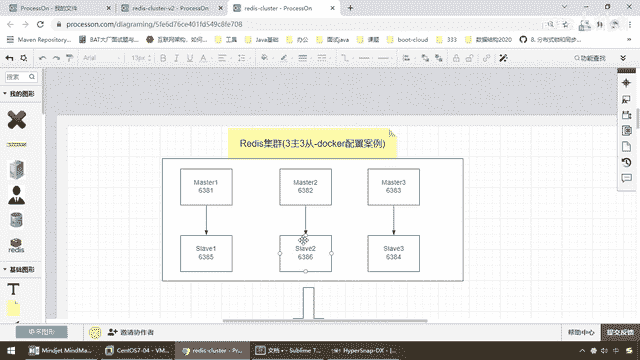 ProcessOn - 我的文件
redis-cluster-v2 - ProcessOn
redis-cluster - ProcessOn
processon.com/diagraming/5fe6d76ce401fd549c8fe708
Maven Repository...
BAT大厂面试题与...
互联网架构、如何...
工具
Java基础
办公
面试java
课题
boot-cloud
333
数据结构2020
8. 分布式锁和同步...
Arial
13px
功能查找
搜索
我的图形
redis
基础图形
T
Redis集群(3主3从-docker配置案例)
Master1
6381
Master2
6382
Master3
6383
Slave1
6385
Slave2
6386
Slave3
6384
更多图形
邀请协作者
帮助中心
提交反馈
Mindjet MindMa...
CentOS7-04 - VM...
redis-cluster - Pr...
文档 • - Sublime T...
HyperSnap-DX - [...
中